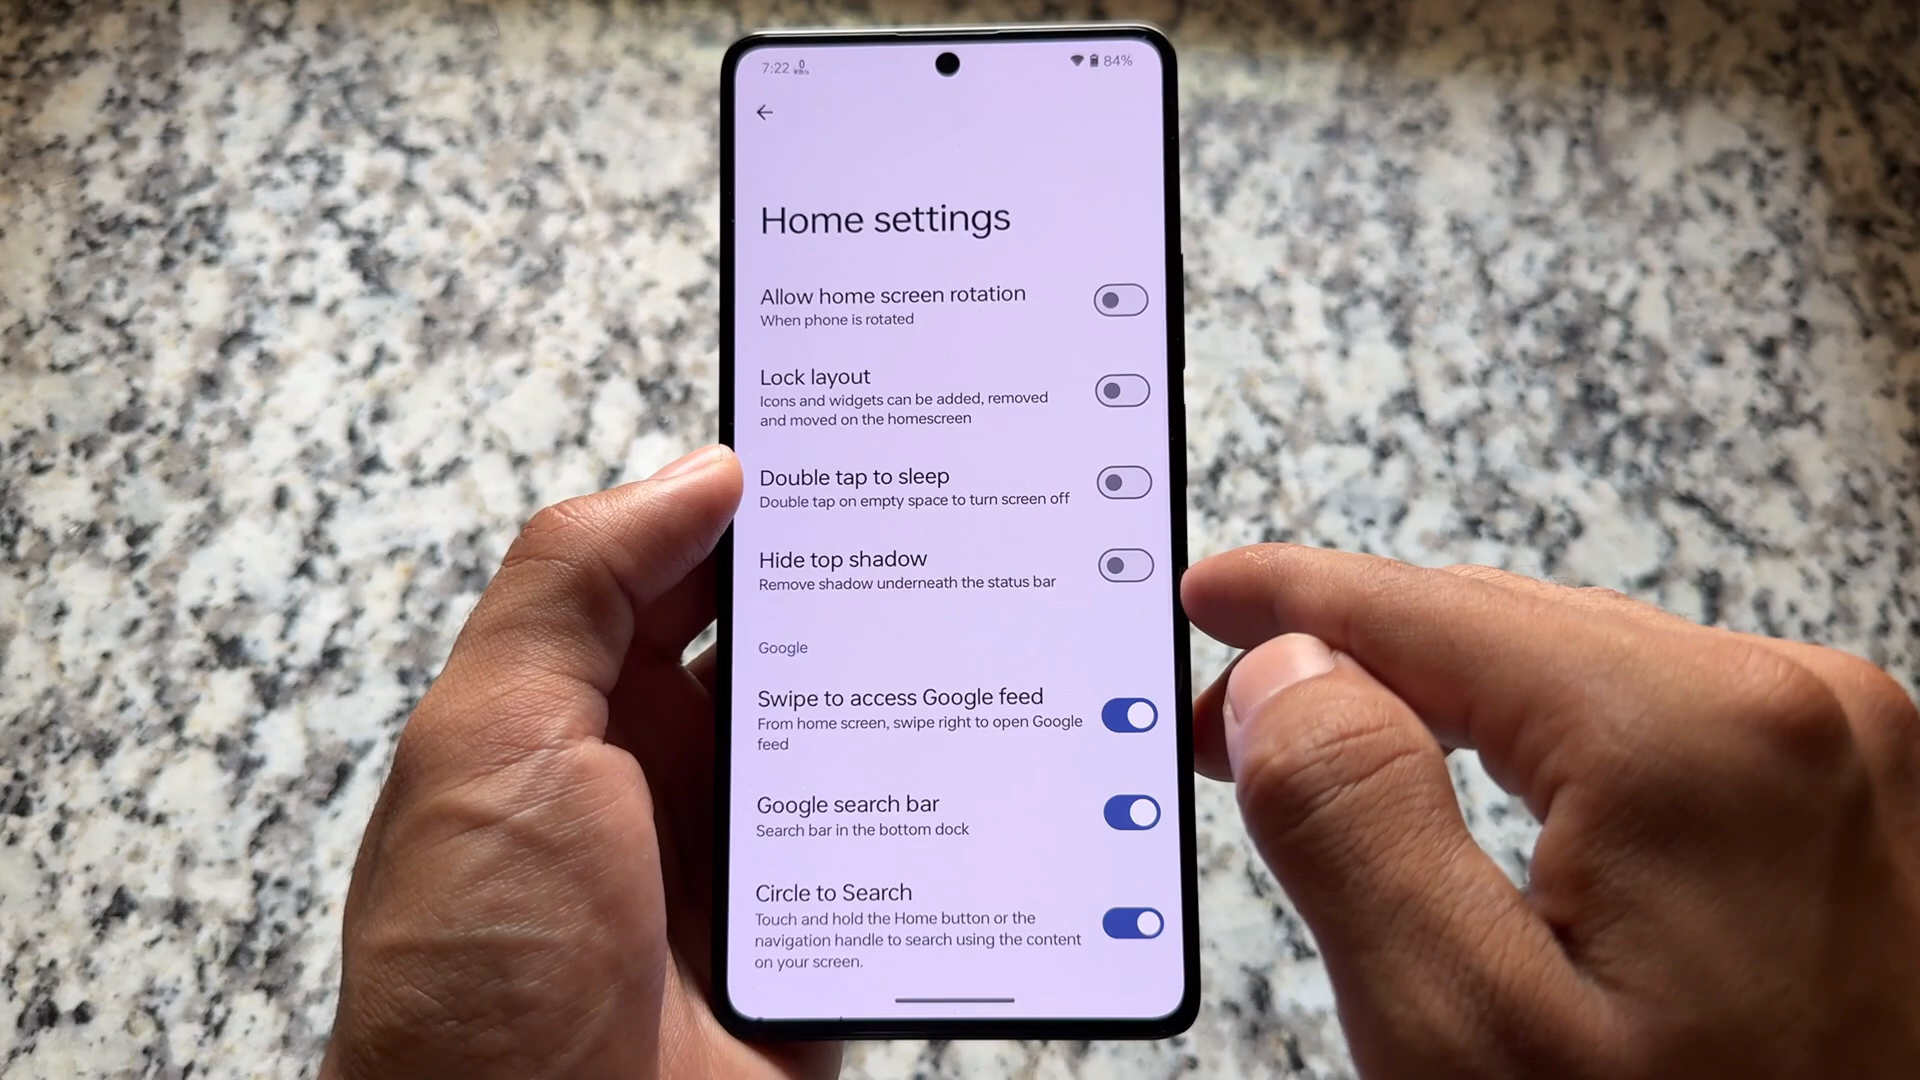 7:22 0 KB/s 84%
Home settings
Allow home screen rotation
When phone is rotated
Lock layout
Icons and widgets can be added, removed
and moved on the homescreen
Double tap to sleep
Double tap on empty space to turn screen off
Hide top shadow
Remove shadow underneath the status bar
Google
Swipe to access Google feed
From home screen, swipe right to open Google
feed
Google search bar
Search bar in the bottom dock
Circle to Search
Touch and hold the Home button or the
navigation handle to search using the content
on your screen.